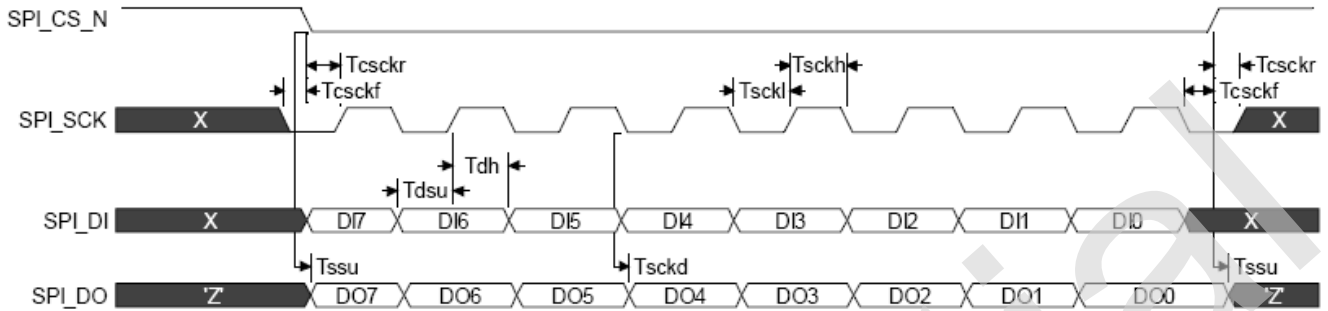 SPI_CS_N
Tcsckr Tsckh Tcsckr
Tcsckf Tsckl Tcsckf
SPI_SCK X X
Tdh
Tdsu
SPI_DI X DI7 DI6 DI5 DI4 DI3 DI2 DI1 DI0 X
Tssu Tsckd Tssu
SPI_DO 'Z' DO7 DO6 DO5 DO4 DO3 DO2 DO1 DO0 'Z'